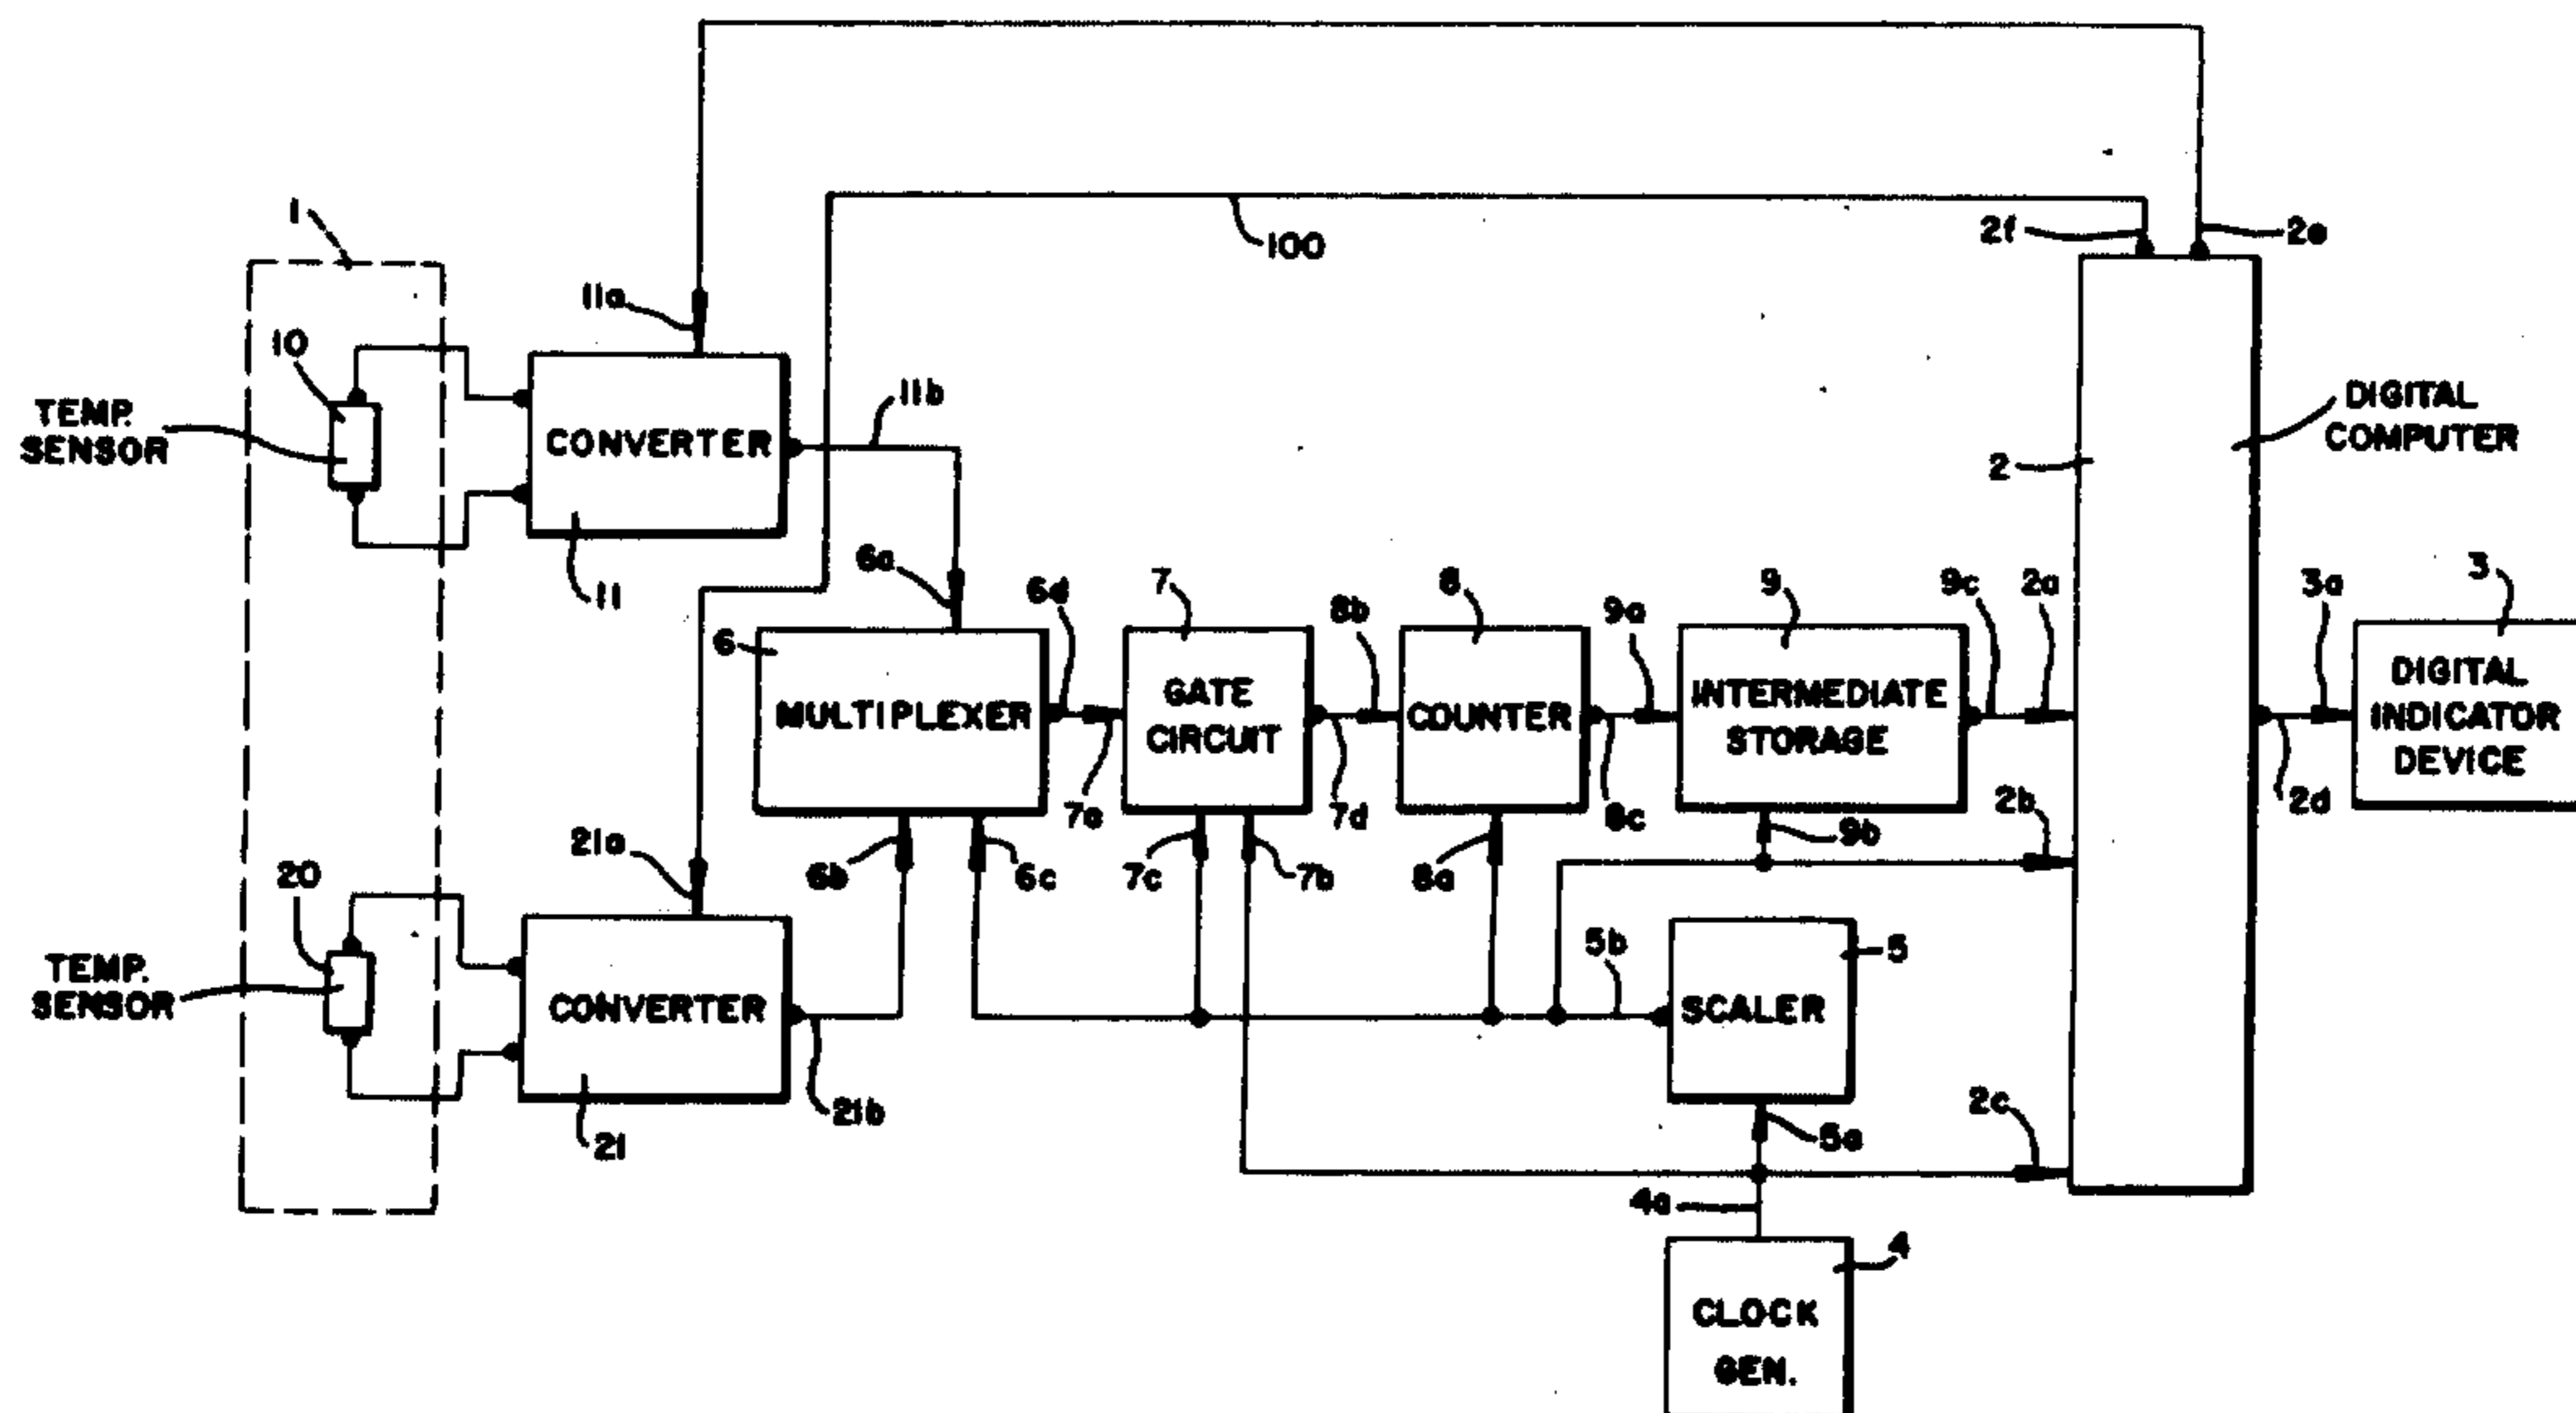 1
100
2f
2e
11a
10
TEMP.
SENSOR
CONVERTER
11b
11
DIGITAL
COMPUTER
2
6a
6d
7
8b
8
9a
9
9c
2a
3a
3
6
MULTIPLEXER
GATE
CIRCUIT
COUNTER
INTERMEDIATE
STORAGE
DIGITAL
INDICATOR
DEVICE
7a
7d
8c
2b
2d
21a
6b
6c
7c
7b
8a
9b
20
TEMP.
SENSOR
CONVERTER
5b
SCALER
5
21b
21
5a
2c
4a
4
CLOCK
GEN.